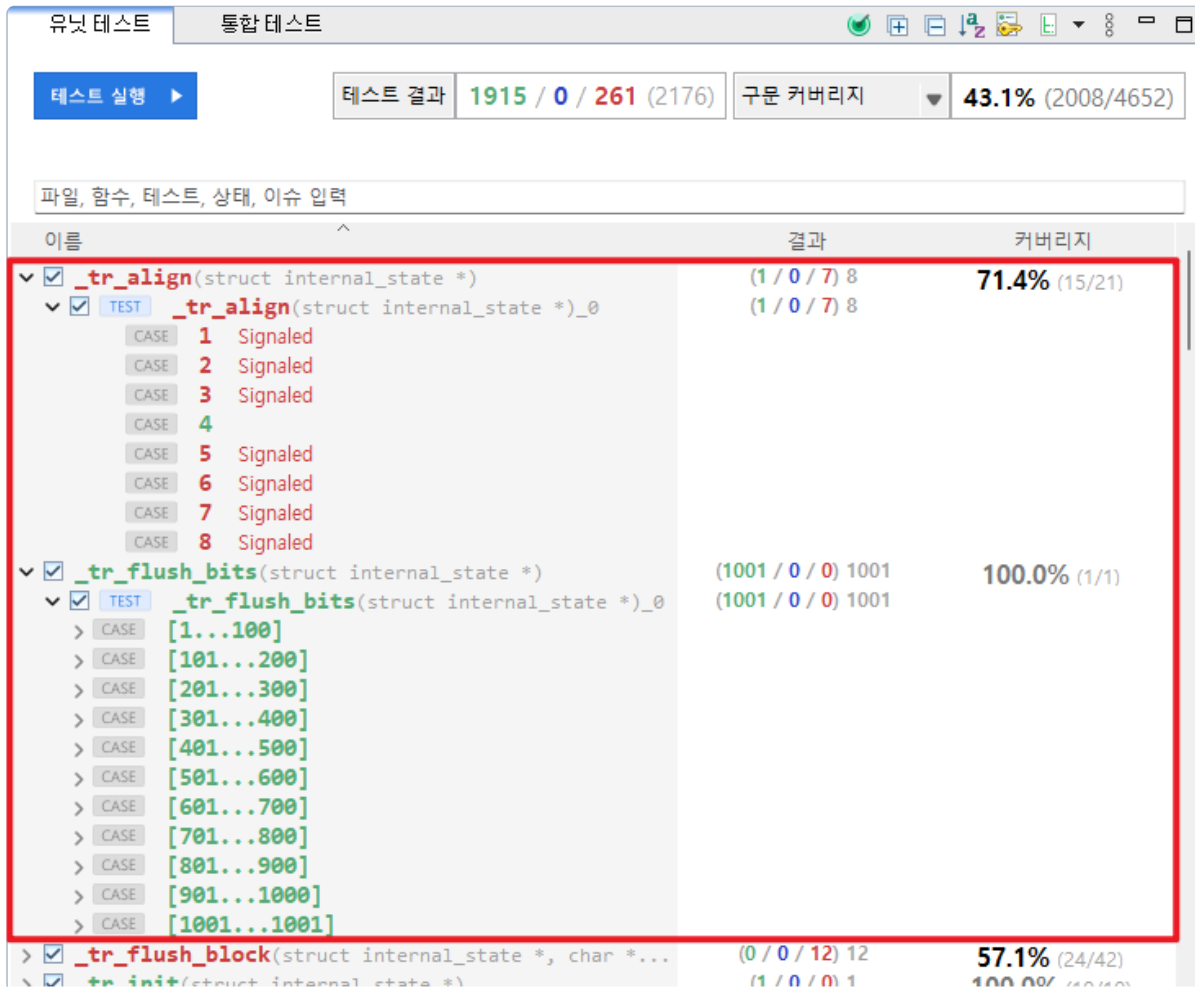 유닛 테스트 통합 테스트
테스트 실행 테스트 결과 1915 / 0 / 261 (2176) 구문 커버리지 43.1% (2008/4652)
파일, 함수, 테스트, 상태, 이슈 입력
이름 결과 커버리지
_tr_align(struct internal_state *) (1 / 0 / 7) 8 71.4% (15/21)
TEST _tr_align(struct internal_state *)_0 (1 / 0 / 7) 8
CASE 1 Signaled
CASE 2 Signaled
CASE 3 Signaled
CASE 4
CASE 5 Signaled
CASE 6 Signaled
CASE 7 Signaled
CASE 8 Signaled
_tr_flush_bits(struct internal_state *) (1001 / 0 / 0) 1001 100.0% (1/1)
TEST _tr_flush_bits(struct internal_state *)_0 (1001 / 0 / 0) 1001
CASE [1...100]
CASE [101...200]
CASE [201...300]
CASE [301...400]
CASE [401...500]
CASE [501...600]
CASE [601...700]
CASE [701...800]
CASE [801...900]
CASE [901...1000]
CASE [1001...1001]
_tr_flush_block(struct internal_state *, char *... (0 / 0 / 12) 12 57.1% (24/42)
_tr_init(struct internal_state *) (1 / 0 / 0) 1 100.0%